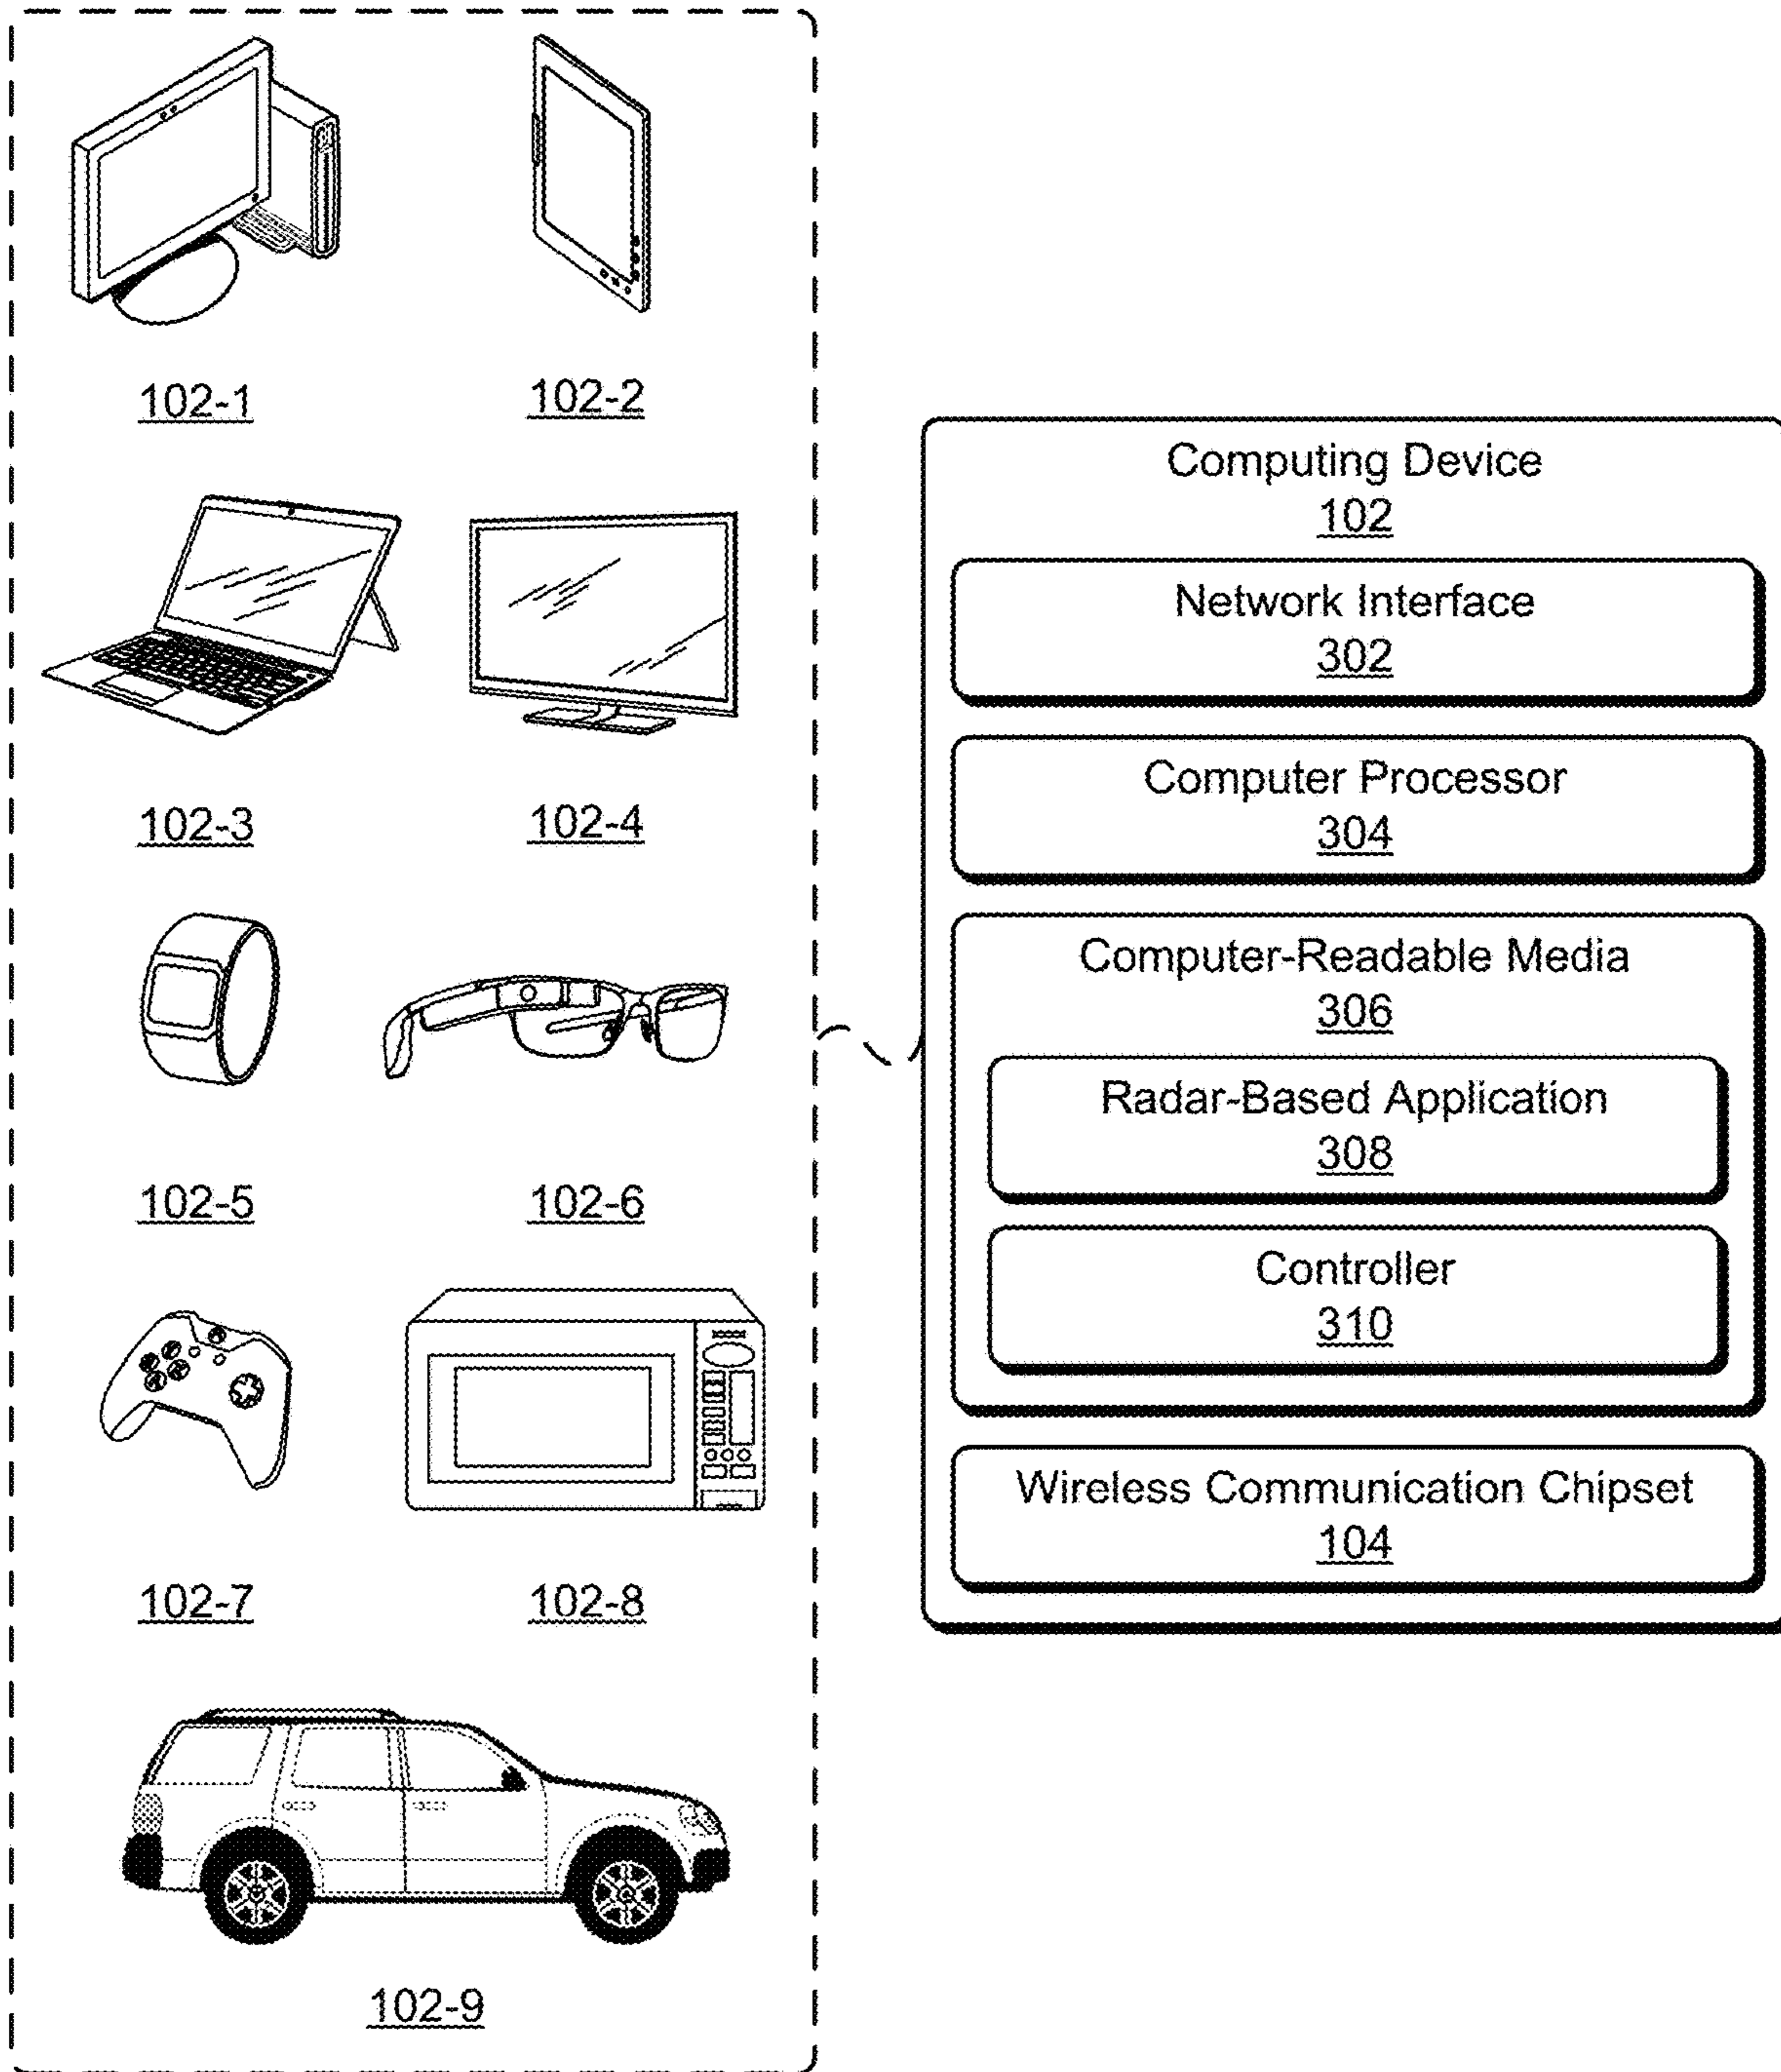 102-1
102-2
102-3
102-4
102-5
102-6
102-7
102-8
102-9
Computing Device
102
Network Interface
302
Computer Processor
304
Computer-Readable Media
306
Radar-Based Application
308
Controller
310
Wireless Communication Chipset
104